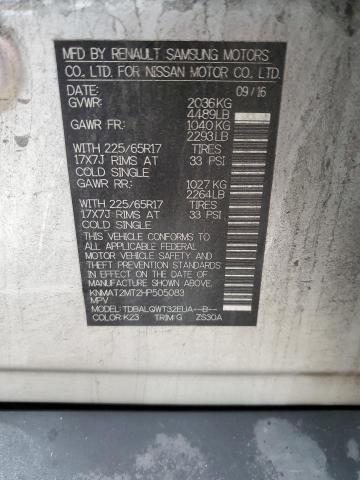 MFD BY RENAULT SAMSUNG MOTORS
CO., LTD. FOR NISSAN MOTOR CO., LTD.
DATE: 09/16
GVWR: 2036KG
4489LB
GAWR FR: 1040KG
2293LB
WITH 225/65R17 TIRES
17X7J RIMS AT 33 PSI
COLD SINGLE
GAWR RR: 1027KG
2264LB
WITH 225/65R17 TIRES
17X7J RIMS AT 33 PSI
COLD SINGLE
THIS VEHICLE CONFORMS TO
ALL APPLICABLE FEDERAL
MOTOR VEHICLE SAFETY AND
THEFT PREVENTION STANDARDS
IN EFFECT ON THE DATE OF
MANUFACTURE SHOWN ABOVE.
KNMAT2MT2HP505083
MPV
MODEL: TDBALQWT32EUA--B--
COLOR: K23 TRIM: G ZS30A